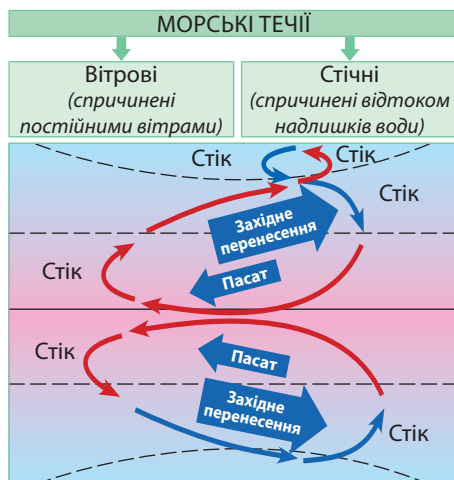 МОРСЬКІ ТЕЧІЇ
Вітрові
(спричинені
постійними вітрами)
Стічні
(спричинені відтоком
надлишків води)
Стік
Стік
Стік
Західне
перенесення
Стік
Пасат
Стік
Пасат
Західне
перенесення
Стік